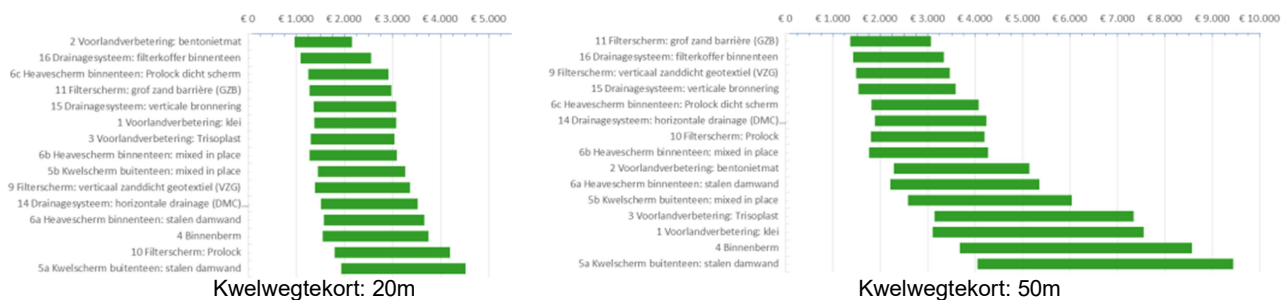 € 0 € 1.000 € 2.000 € 3.000 € 4.000 € 5.000
2 Voorlandverbetering: bentonietmat
16 Drainagesysteem: filterkoffer binnenteen
6c Heavescherm binnenteen: Prolock dicht scherm
11 Filterscherm: grof zand barrière (GZB)
15 Drainagesysteem: verticale bronnering
1 Voorlandverbetering: klei
3 Voorlandverbetering: Trisoplast
6b Heavescherm binnenteen: mixed in place
5b Kwelscherm buitenteen: mixed in place
9 Filterscherm: verticaal zanddicht geotextiel (VZG)
14 Drainagesysteem: horizontale drainage (DMC)...
6a Heavescherm binnenteen: stalen damwand
4 Binnenberm
10 Filterscherm: Prolock
5a Kwelscherm buitenteen: stalen damwand
Kwelwegtekort: 20m
€ 0 € 1.000 € 2.000 € 3.000 € 4.000 € 5.000 € 6.000 € 7.000 € 8.000 € 9.000 € 10.000
11 Filterscherm: grof zand barrière (GZB)
16 Drainagesysteem: filterkoffer binnenteen
9 Filterscherm: verticaal zanddicht geotextiel (VZG)
15 Drainagesysteem: verticale bronnering
6c Heavescherm binnenteen: Prolock dicht scherm
14 Drainagesysteem: horizontale drainage (DMC)...
10 Filterscherm: Prolock
6b Heavescherm binnenteen: mixed in place
2 Voorlandverbetering: bentonietmat
6a Heavescherm binnenteen: stalen damwand
5b Kwelscherm buitenteen: mixed in place
3 Voorlandverbetering: Trisoplast
1 Voorlandverbetering: klei
4 Binnenberm
5a Kwelscherm buitenteen: stalen damwand
Kwelwegtekort: 50m